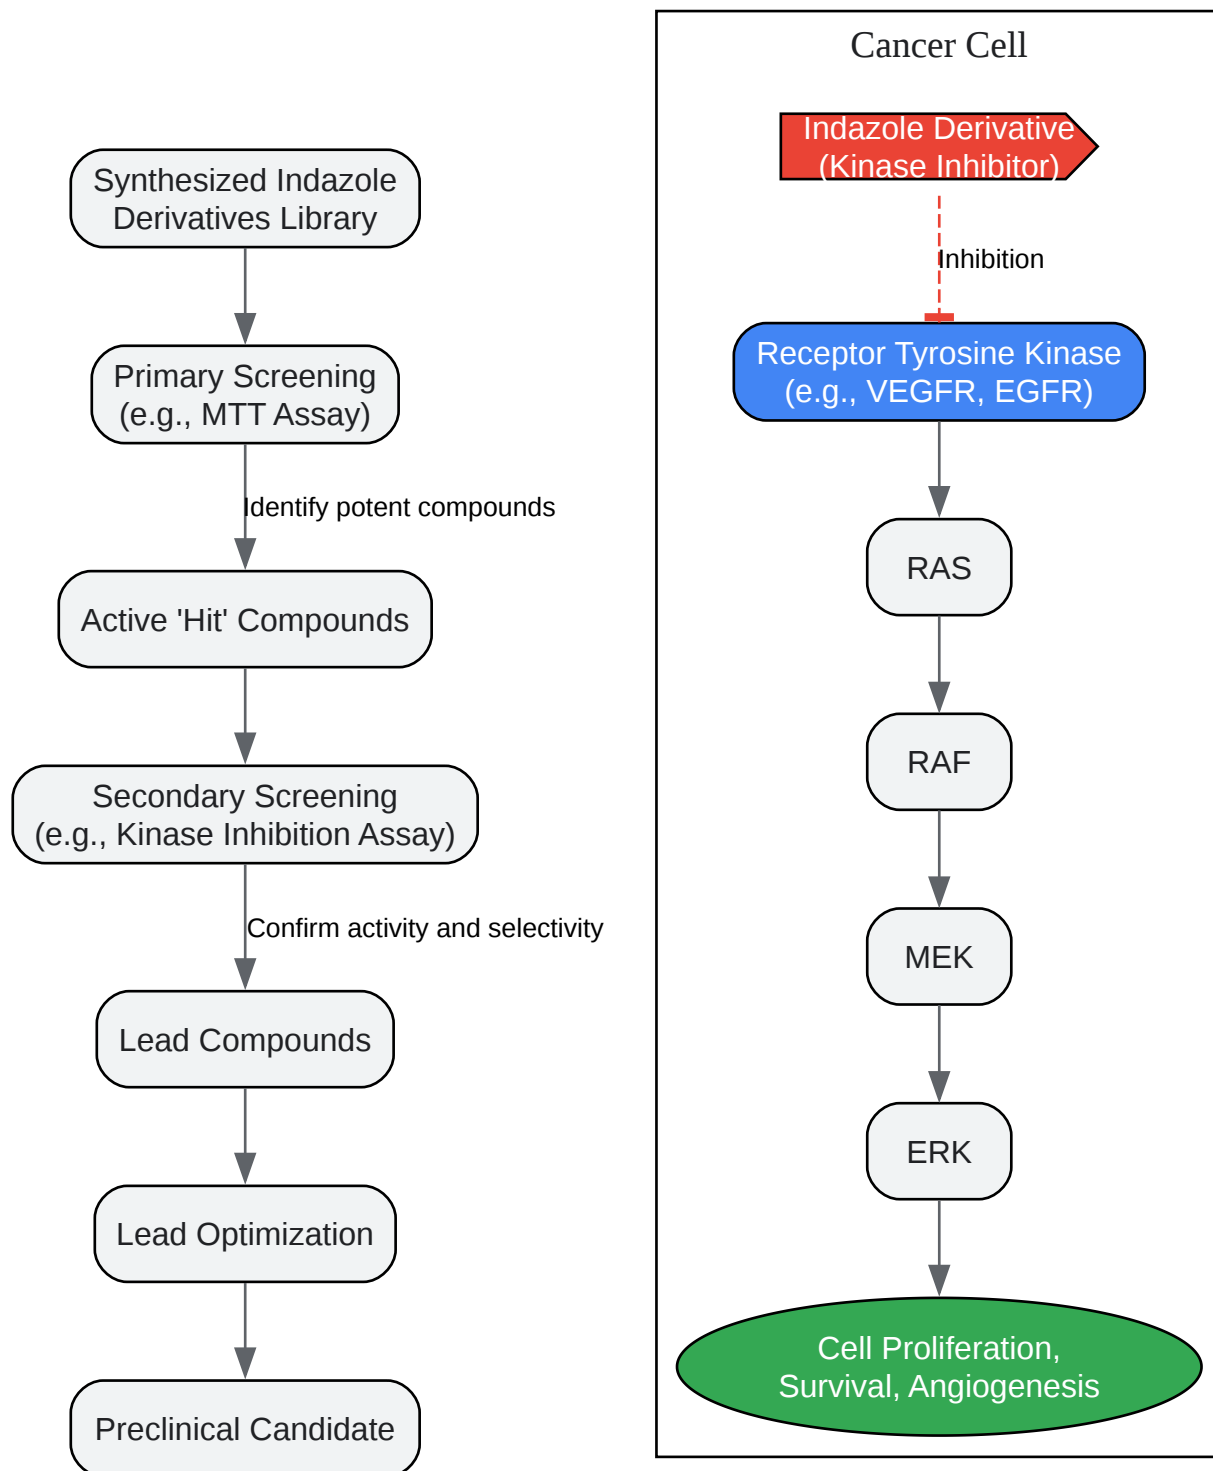 Synthesized Indazole
Derivatives Library
Primary Screening
(e.g., MTT Assay)
Identify potent compounds
Active 'Hit' Compounds
Secondary Screening
(e.g., Kinase Inhibition Assay)
Confirm activity and selectivity
Lead Compounds
Lead Optimization
Preclinical Candidate
Cancer Cell
Indazole Derivative
(Kinase Inhibitor)
Inhibition
Receptor Tyrosine Kinase
(e.g., VEGFR, EGFR)
RAS
RAF
MEK
ERK
Cell Proliferation,
Survival, Angiogenesis